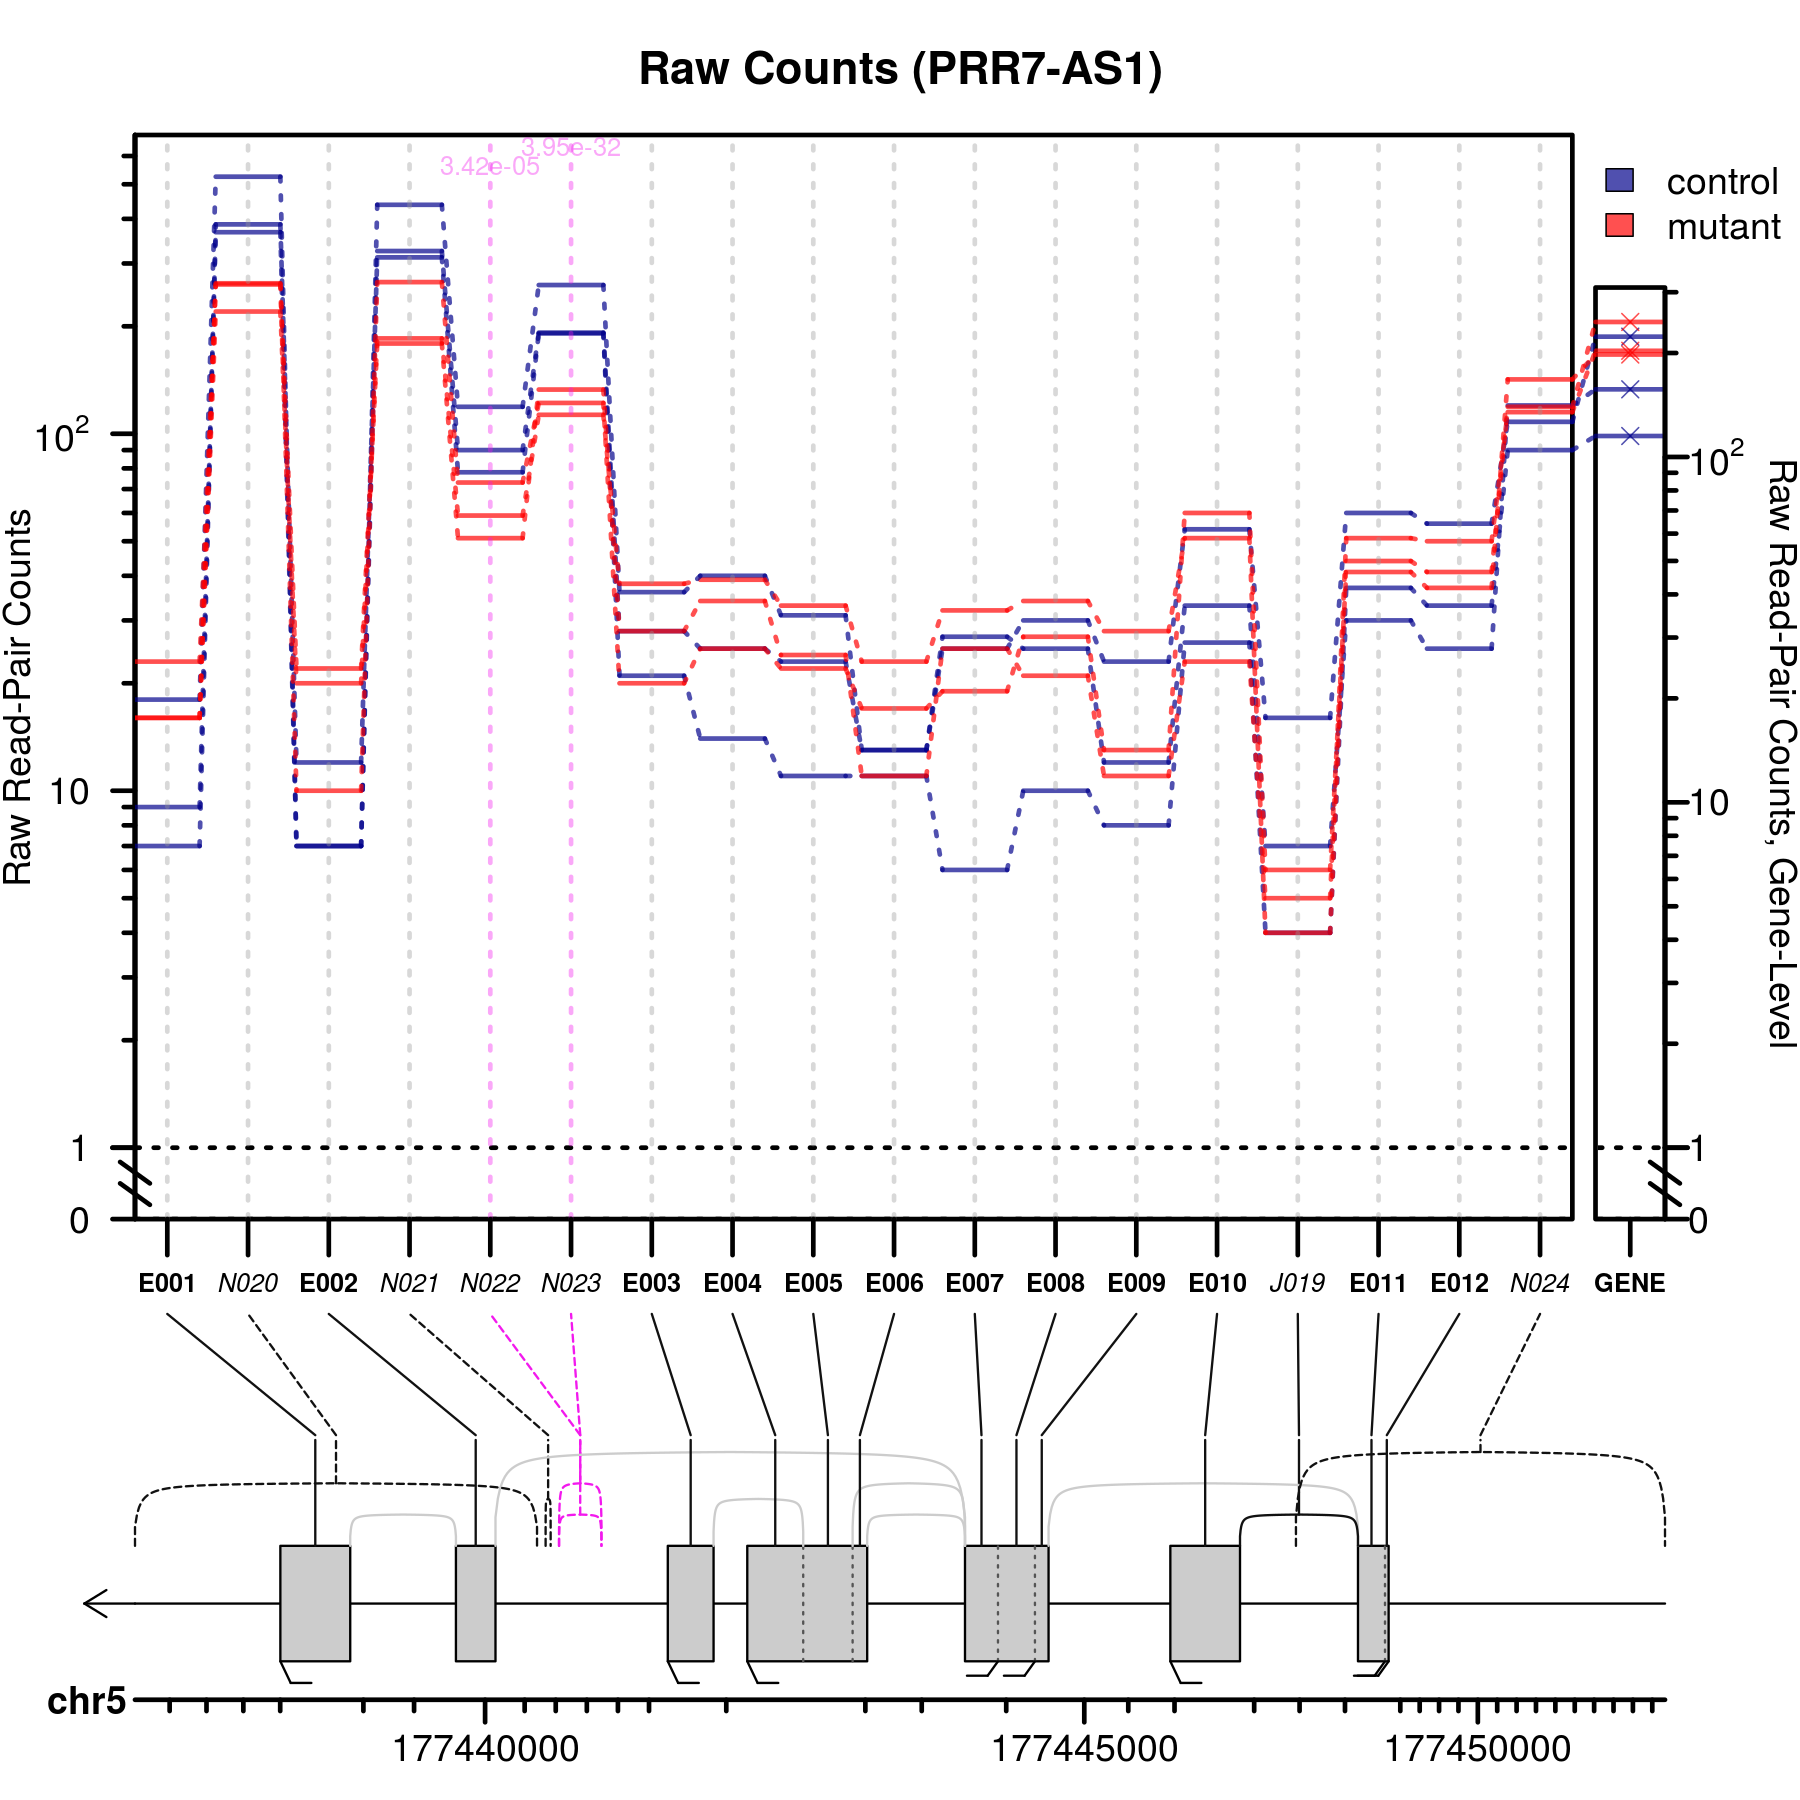 Raw Counts (PRR7-AS1)
3.95e-32
3.42e-05
control
mutant
Raw Read-Pair Counts
10²
10
1
0
10²
10
1
0
Raw Read-Pair Counts, Gene-Level
E001 N020 E002 N021 N022 N023 E003 E004 E005 E006 E007 E008 E009 E010 J019 E011 E012 N024 GENE
chr5
177440000 177445000 177450000